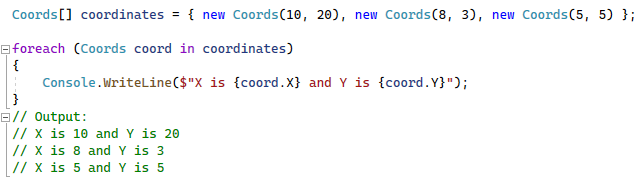 Coords[] coordinates = { new Coords(10, 20), new Coords(8, 3), new Coords(5, 5) };
foreach (Coords coord in coordinates)
{
    Console.WriteLine($"X is {coord.X} and Y is {coord.Y}");
}
// Output:
// X is 10 and Y is 20
// X is 8 and Y is 3
// X is 5 and Y is 5